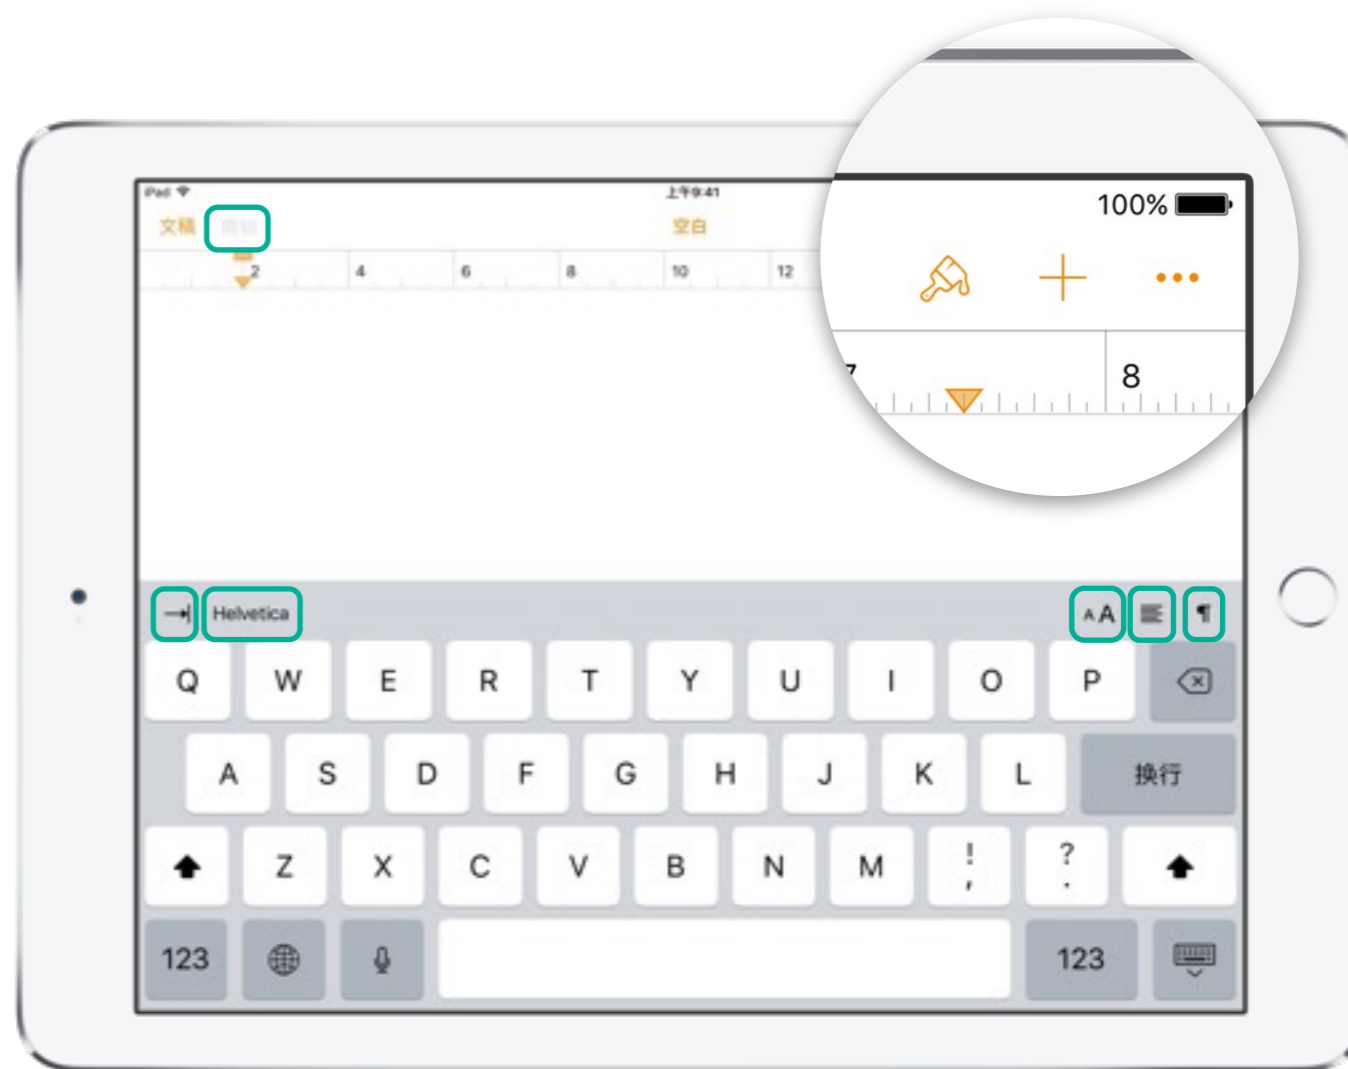 iPad 上午9:41 100%
文稿 空白
2 4 6 8 10 12 7 8
Helvetica AA ¶
Q W E R T Y U I O P
A S D F G H J K L 换行
Z X C V B N M ! , ? .
123 123